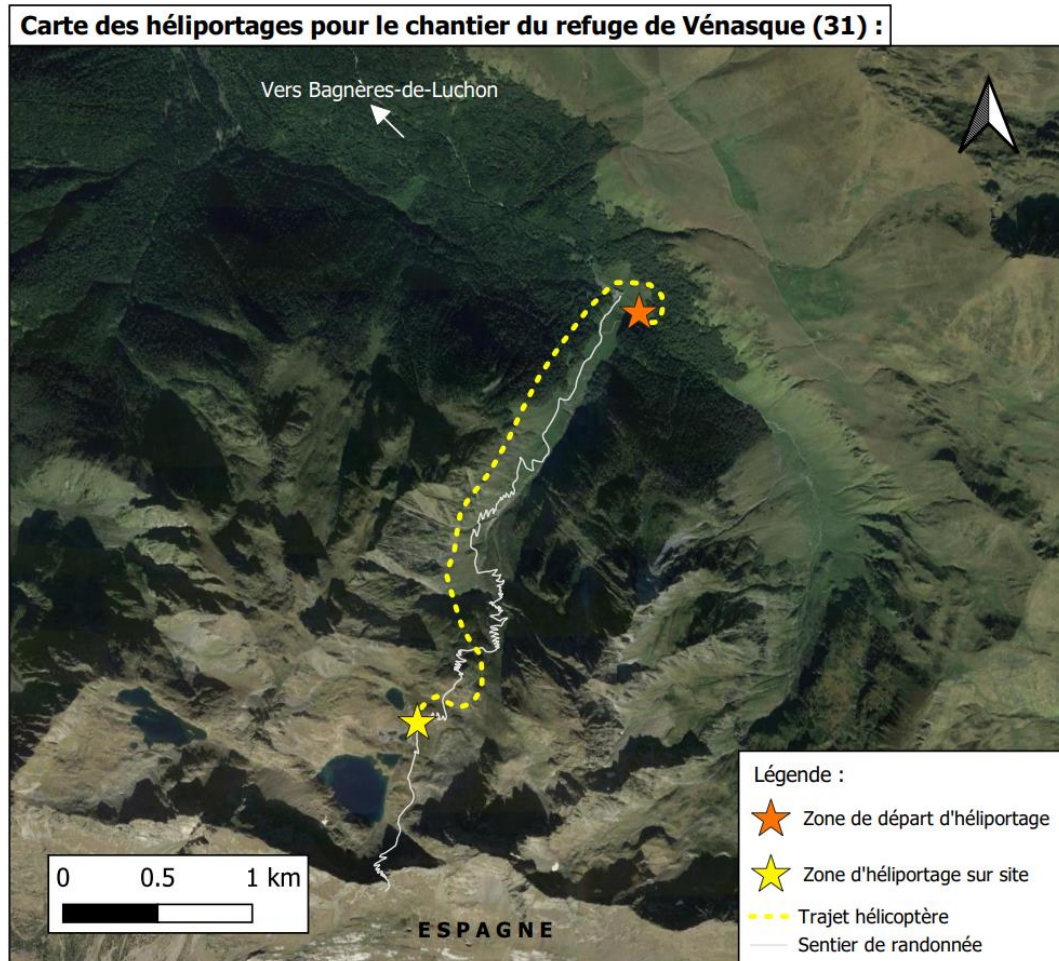 Carte des héliportages pour le chantier du refuge de Vénasque (31) :
Vers Bagnères-de-Luchon
Légende :
Zone de départ d'héliportage
Zone d'héliportage sur site
Trajet hélicoptère
Sentier de randonnée
0 0.5 1 km
ESPAGNE